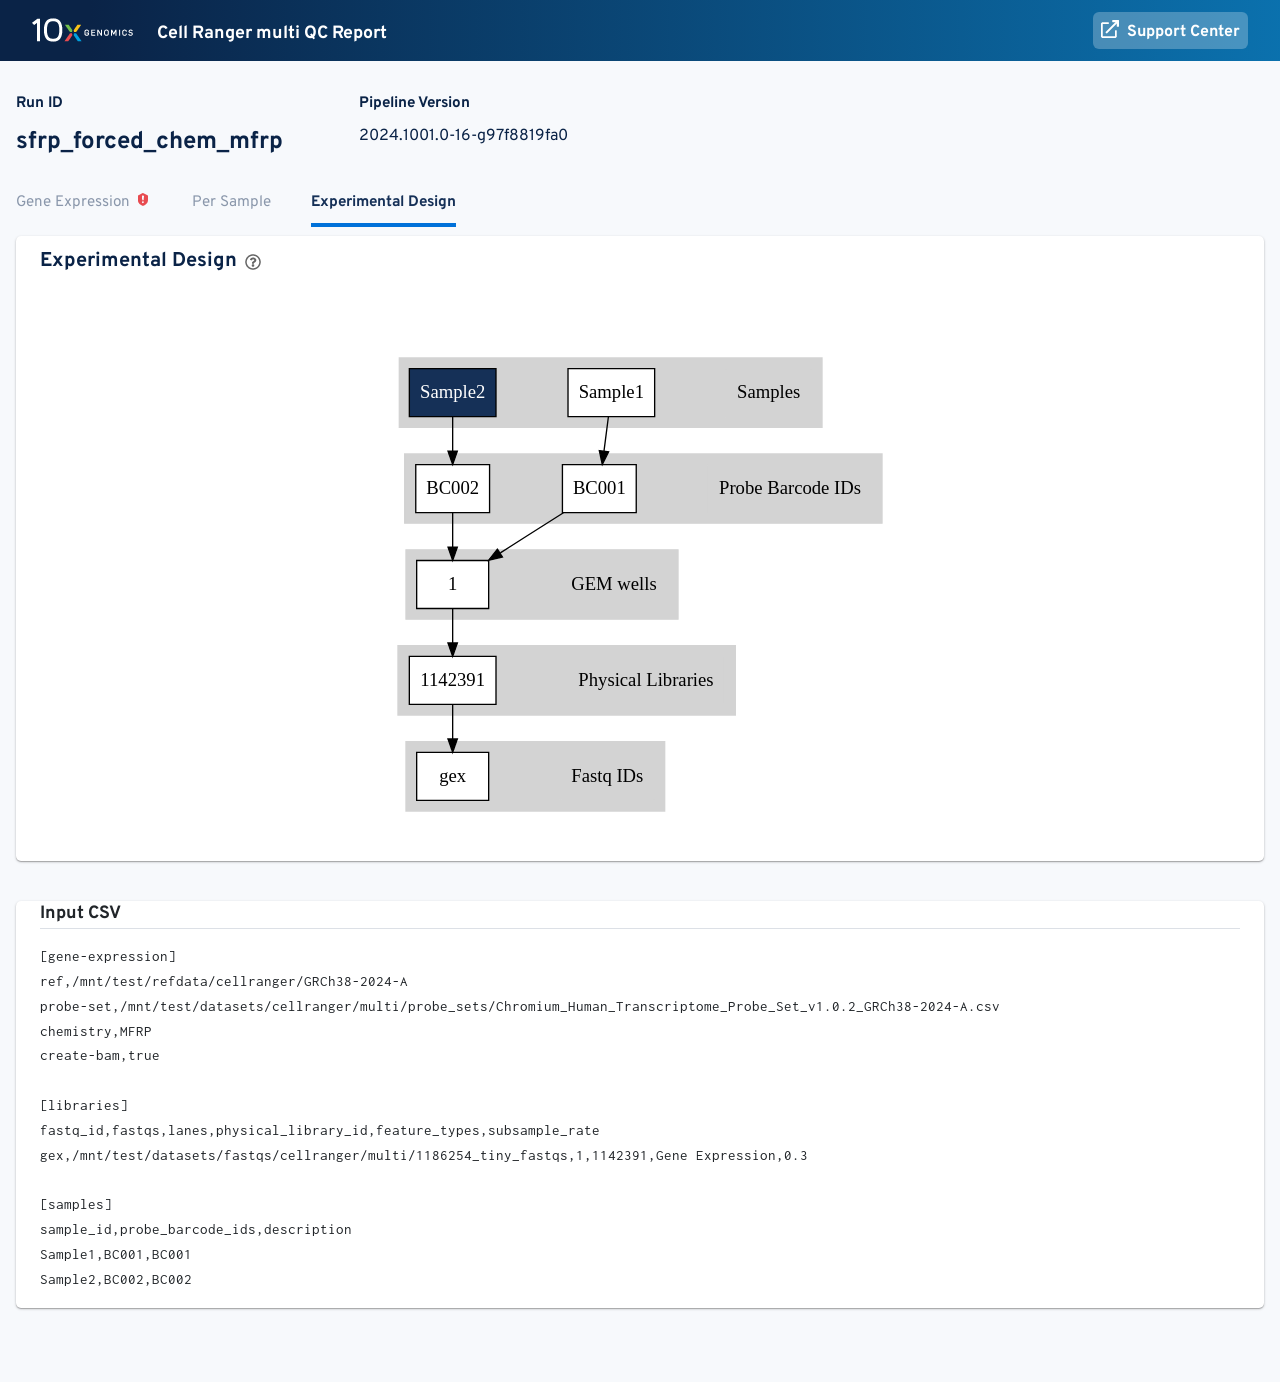 10x GENOMICS Cell Ranger multi QC Report Support Center
Run ID Pipeline Version
sfrp_forced_chem_mfrp 2024.1001.0-16-g97f8819fa0
Gene Expression Per Sample Experimental Design
Experimental Design
Sample2 Sample1 Samples
BC002 BC001 Probe Barcode IDs
1 GEM wells
1142391 Physical Libraries
gex Fastq IDs
Input CSV
[gene-expression]
ref,/mnt/test/refdata/cellranger/GRCh38-2024-A
probe-set,/mnt/test/datasets/cellranger/multi/probe_sets/Chromium_Human_Transcriptome_Probe_Set_v1.0.2_GRCh38-2024-A.csv
chemistry,MFRP
create-bam,true
[libraries]
fastq_id,fastqs,lanes,physical_library_id,feature_types,subsample_rate
gex,/mnt/test/datasets/fastqs/cellranger/multi/1186254_tiny_fastqs,1,1142391,Gene Expression,0.3
[samples]
sample_id,probe_barcode_ids,description
Sample1,BC001,BC001
Sample2,BC002,BC002